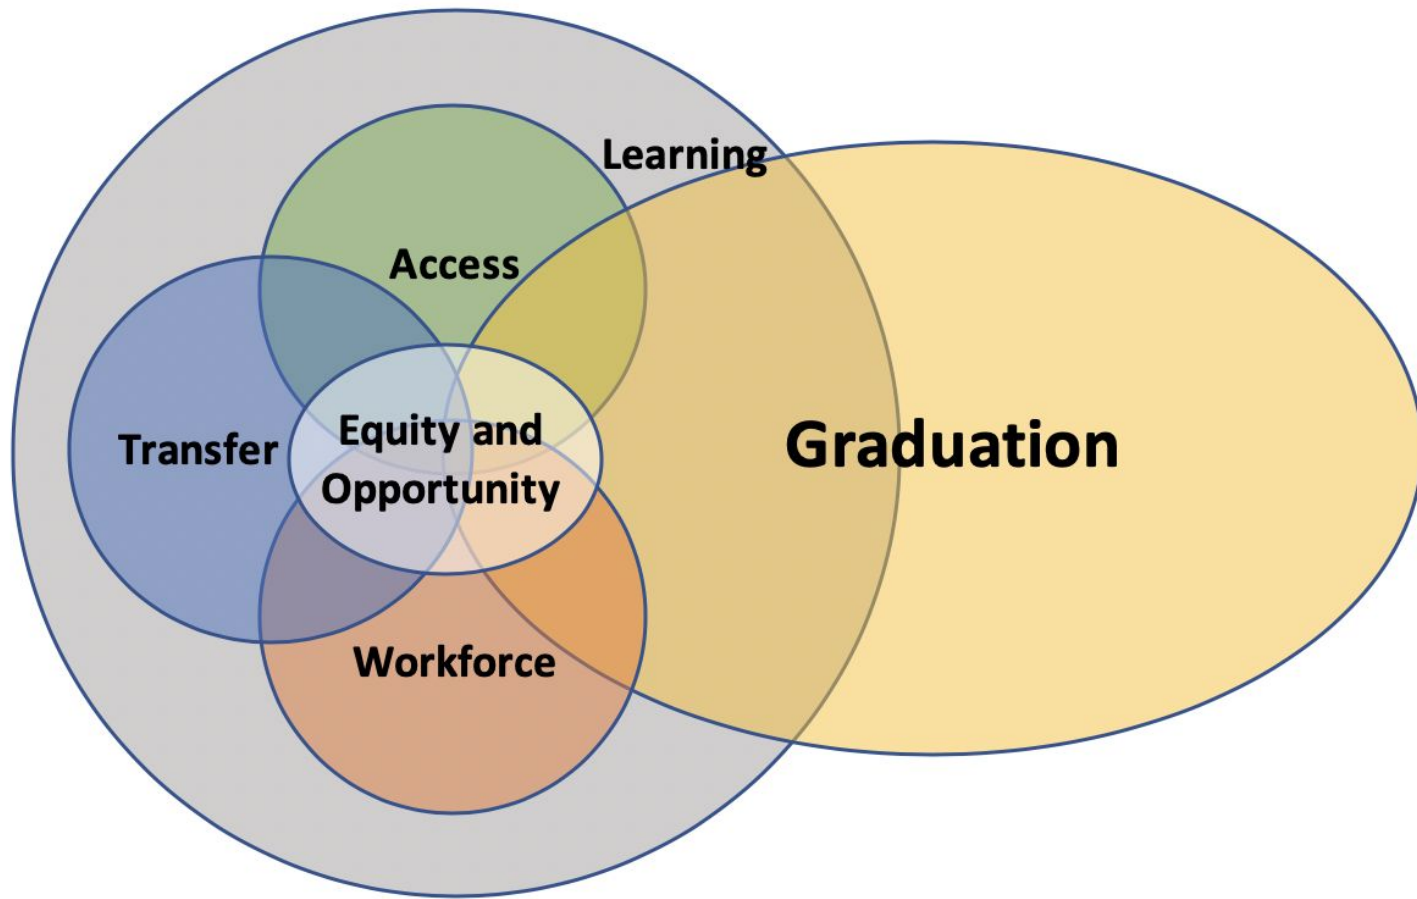 Learning
Access
Graduation
Transfer
Equity and
Opportunity
Workforce